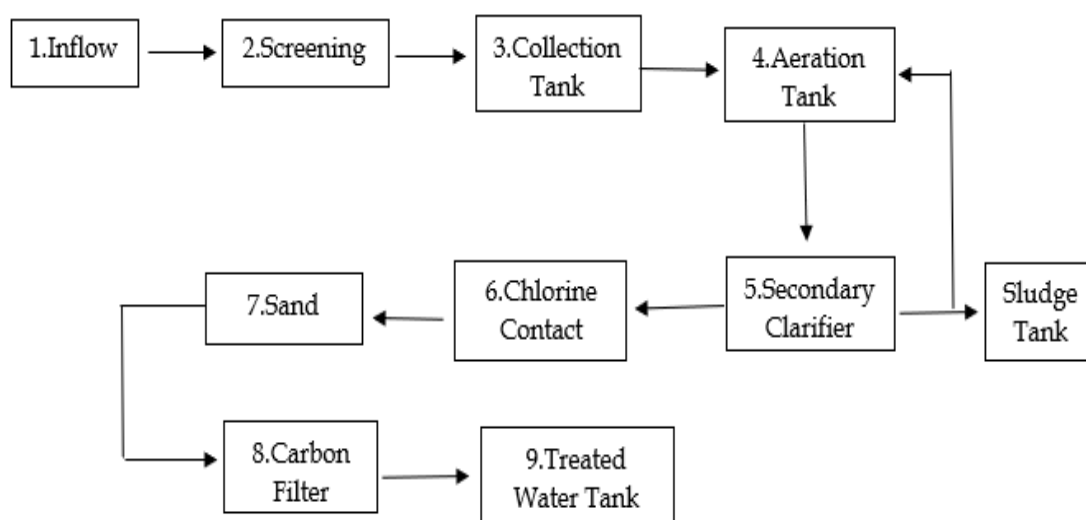 1.Inflow
2.Screening
3.Collection
Tank
4.Aeration
Tank
7.Sand
6.Chlorine
Contact
5.Secondary
Clarifier
Sludge
Tank
8.Carbon
Filter
9.Treated
Water Tank